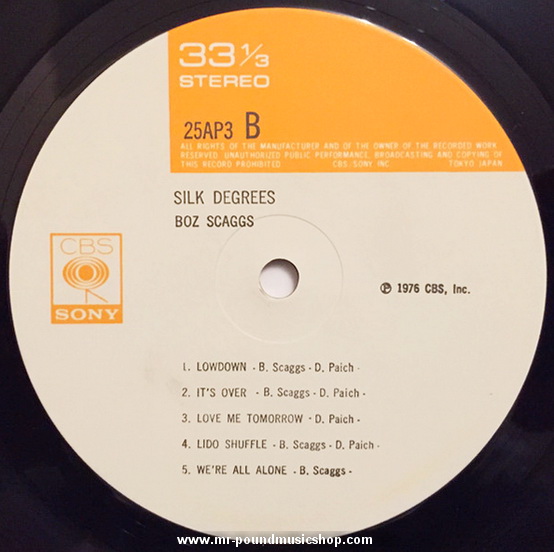 33 1/3
STEREO
25AP3 B
ALL RIGHTS OF THE MANUFACTURER AND OF THE OWNER OF THE RECORDED WORK
RESERVED. UNAUTHORIZED PUBLIC PERFORMANCE, BROADCASTING AND COPYING OF
THIS RECORD PROHIBITED. CBS/SONY INC. TOKYO JAPAN
SILK DEGREES
BOZ SCAGGS
CBS
SONY
℗ 1976 CBS, Inc.
1. LOWDOWN - B. Scaggs - D. Paich -
2. IT'S OVER - B. Scaggs - D. Paich -
3. LOVE ME TOMORROW - D. Paich -
4. LIDO SHUFFLE - B. Scaggs - D. Paich -
5. WE'RE ALL ALONE - B. Scaggs -
www.mr-poundmusicshop.com